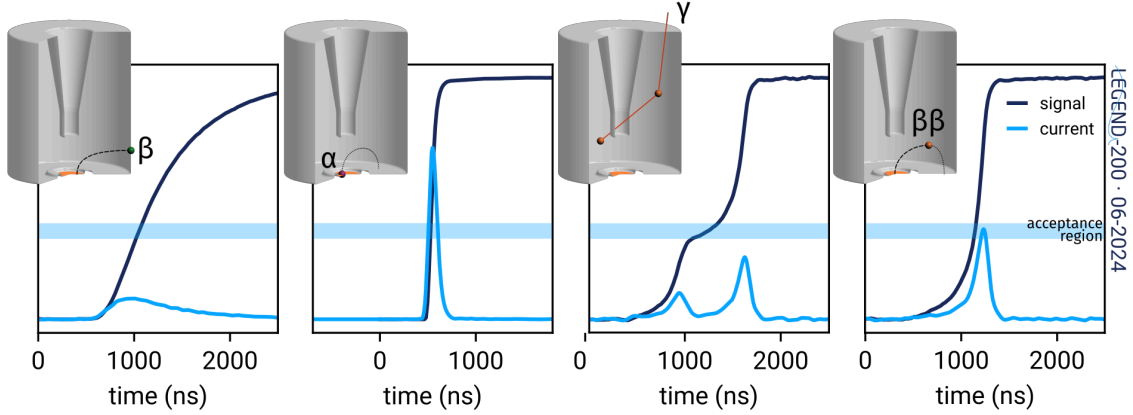 β
α
γ
ββ
signal
current
acceptance
region
LEGEND-200 · 06-2024
0 1000 2000
0 1000
0 1000 2000
0 1000 2000
time (ns)
time (ns)
time (ns)
time (ns)